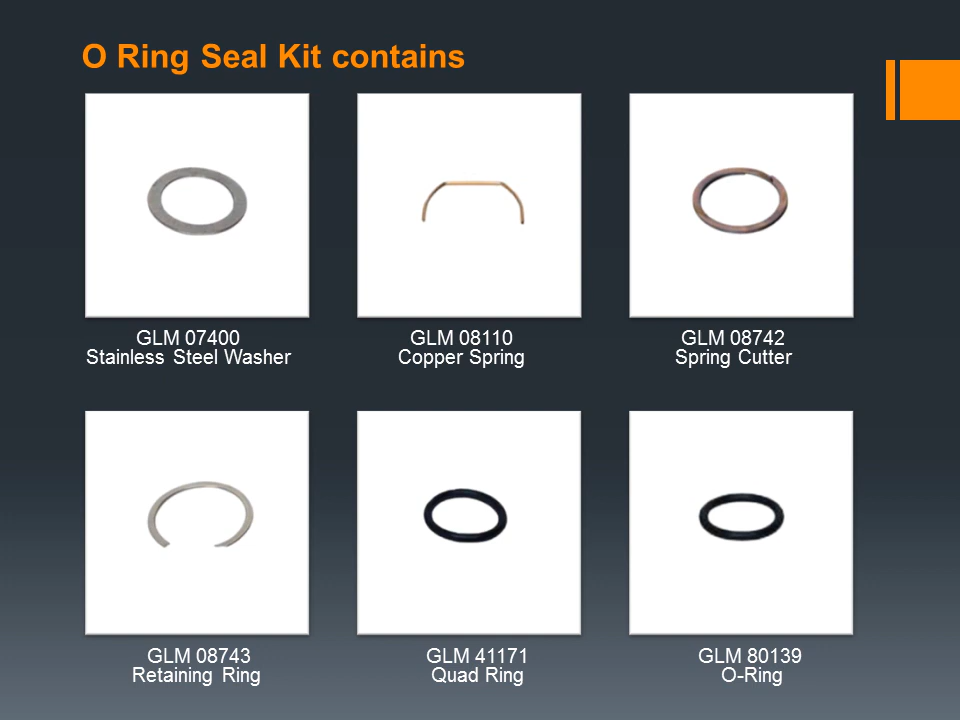 O Ring Seal Kit contains
GLM 07400
Stainless Steel Washer
GLM 08110
Copper Spring
GLM 08742
Spring Cutter
GLM 08743
Retaining Ring
GLM 41171
Quad Ring
GLM 80139
O-Ring